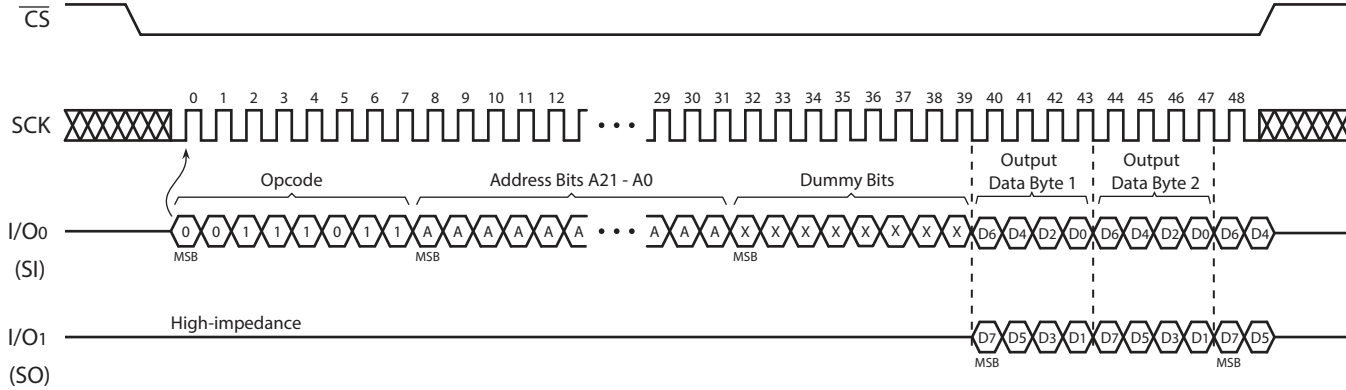 CS
0 1 2 3 4 5 6 7 8 9 10 11 12 29 30 31 32 33 34 35 36 37 38 39 40 41 42 43 44 45 46 47 48
SCK • • •
Opcode Address Bits A21 - A0 Dummy Bits Output Data Byte 1 Output Data Byte 2
I/O0 (SI) 0 0 1 1 1 0 1 1 A A A A A A • • • A A A X X X X X X X X D6 D4 D2 D0 D6 D4 D2 D0 D6 D4
MSB MSB MSB
High-impedance
I/O1 (SO) D7 D5 D3 D1 D7 D5 D3 D1 D7 D5
MSB MSB